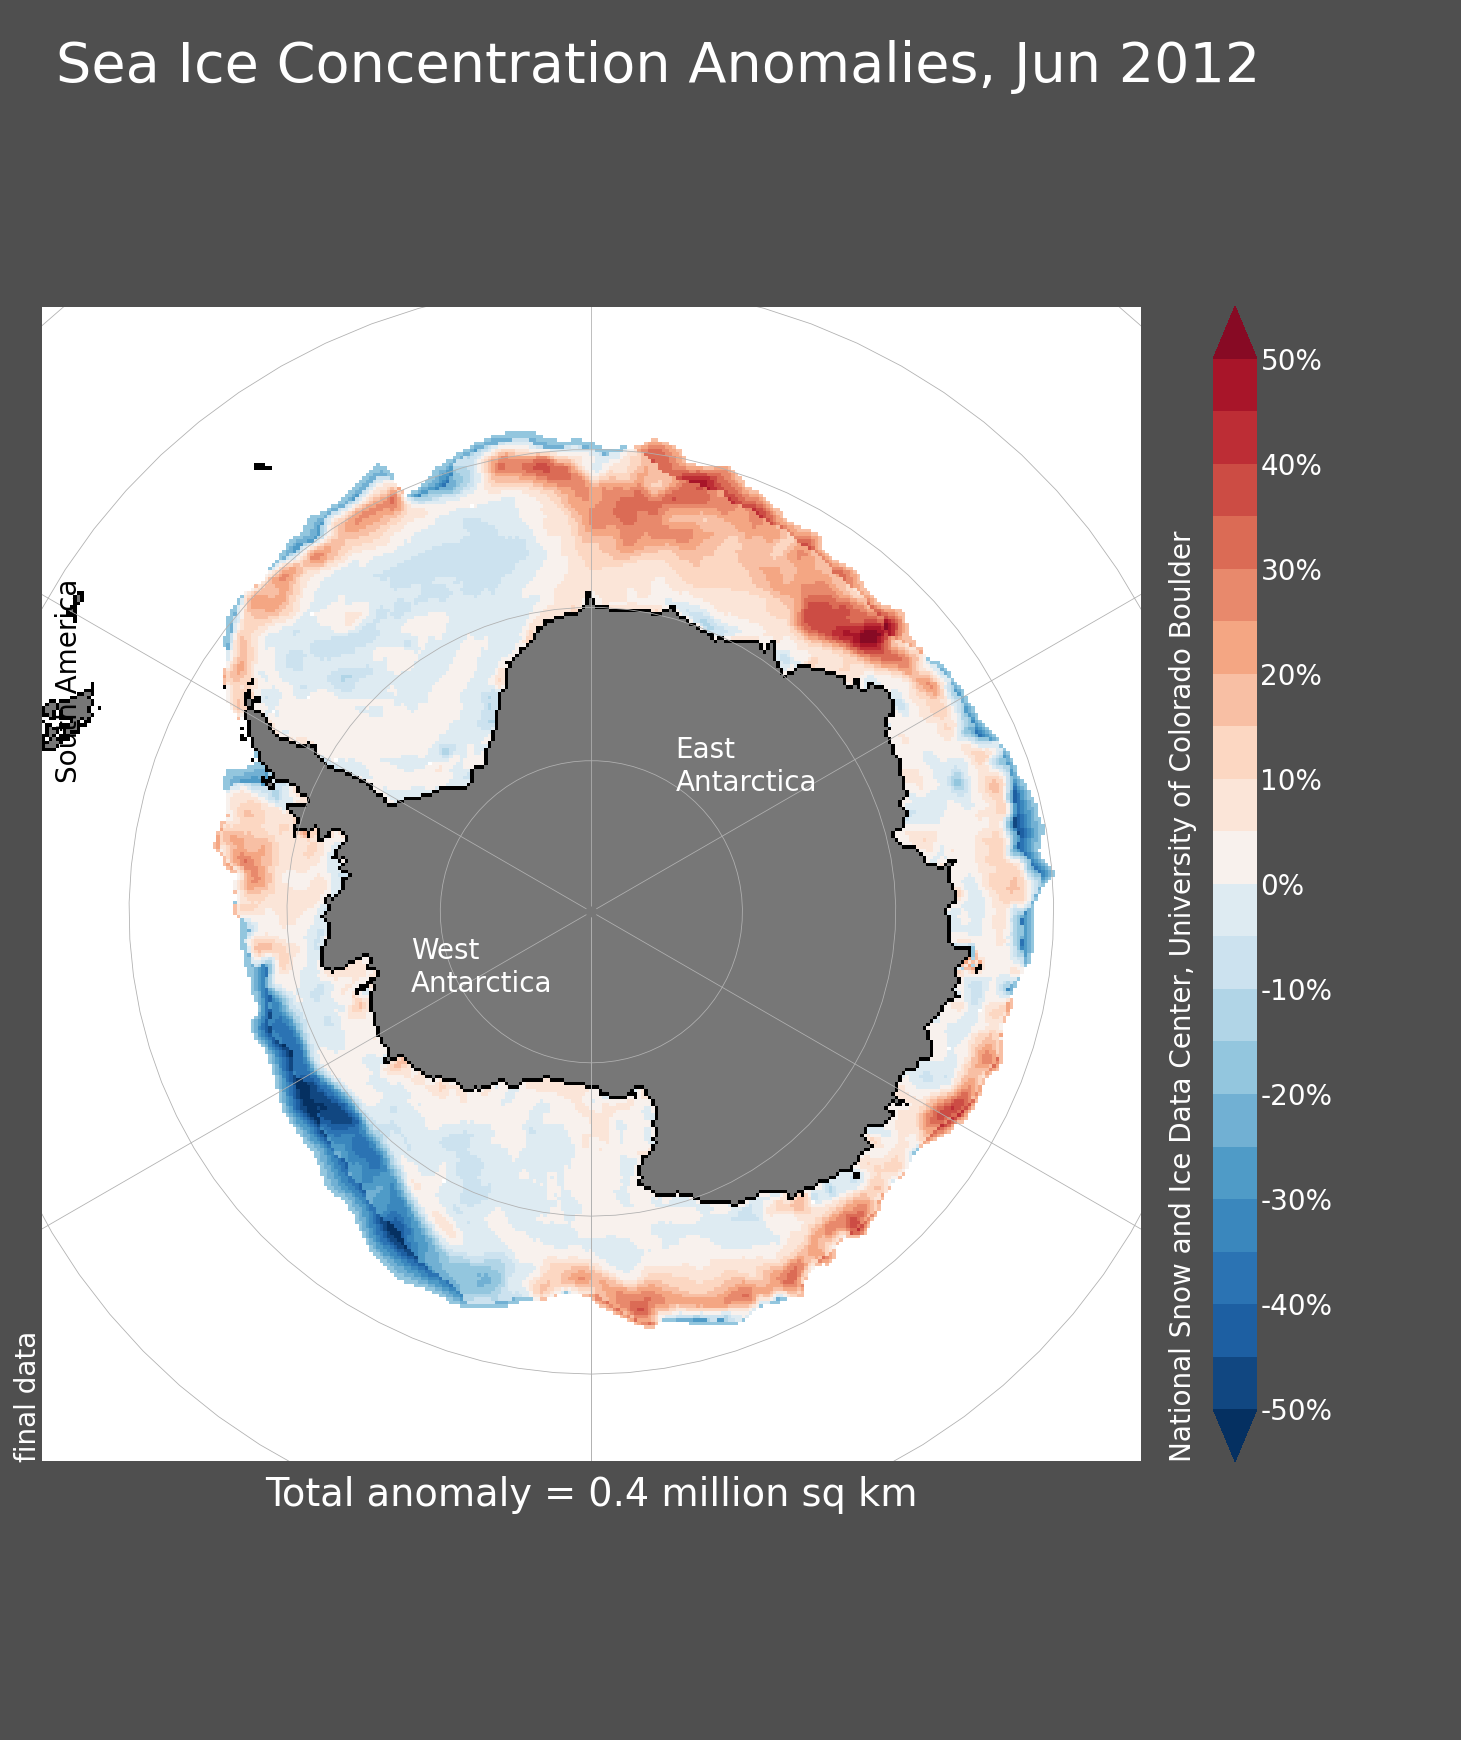 Sea Ice Concentration Anomalies, Jun 2012
South America
East
Antarctica
West
Antarctica
final data
National Snow and Ice Data Center, University of Colorado Boulder
50%
40%
30%
20%
10%
0%
-10%
-20%
-30%
-40%
-50%
Total anomaly = 0.4 million sq km